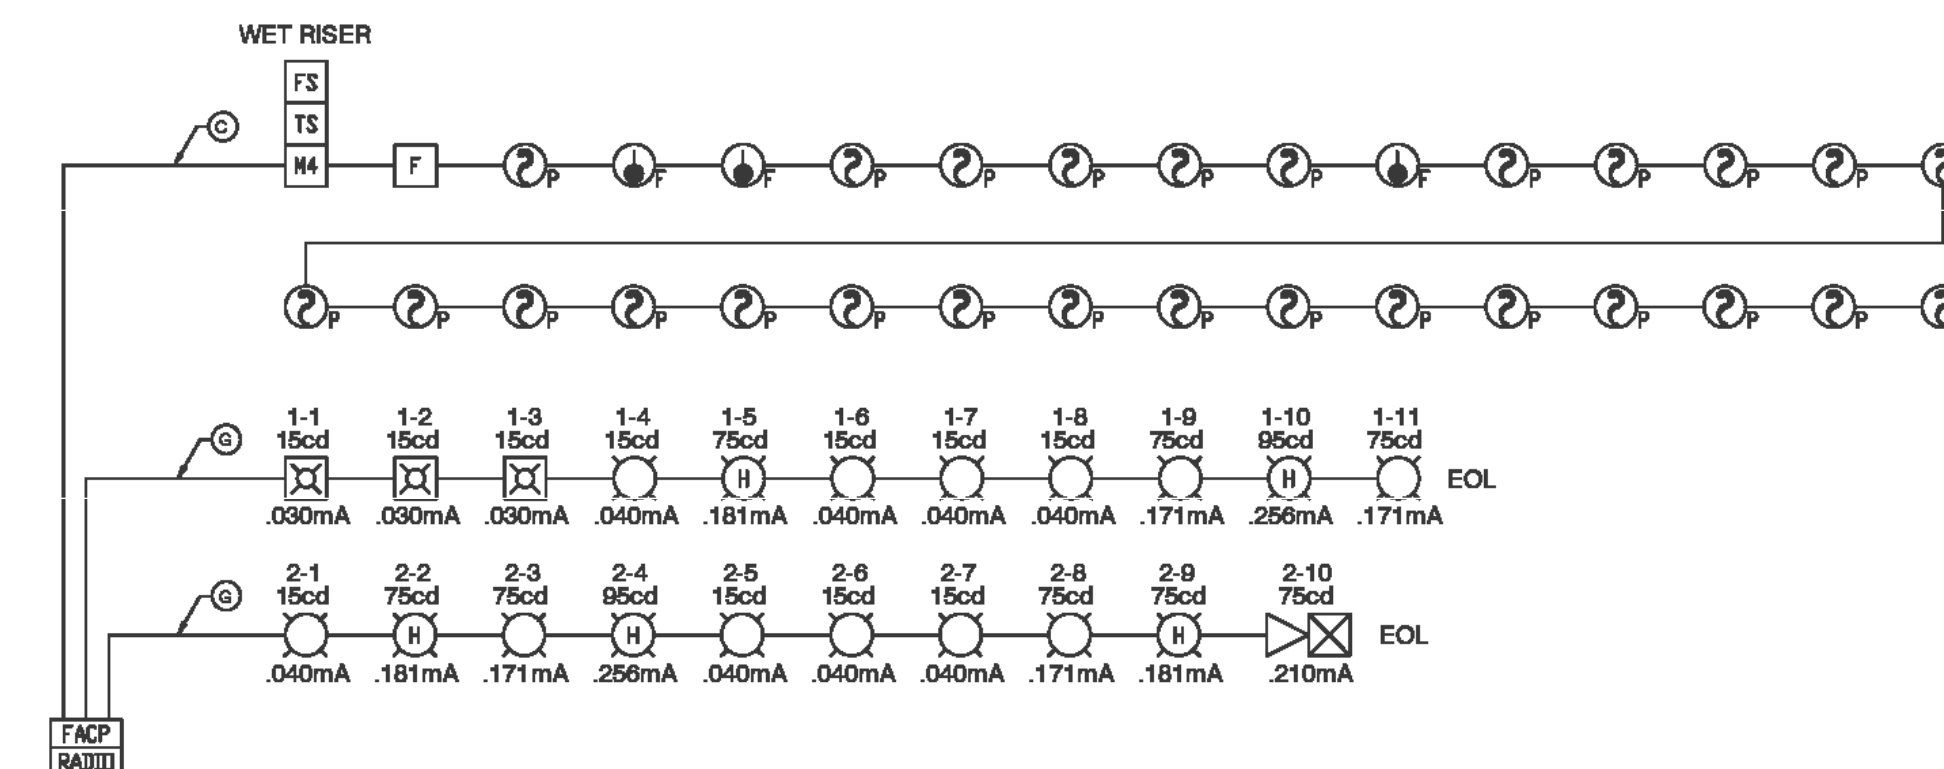 WET RISER
FS
TS
C
M4 F P F F P P P P P F P P P P
P P P P P P P P P P P P P P P
1-1 1-2 1-3 1-4 1-5 1-6 1-7 1-8 1-9 1-10 1-11
15cd 15cd 15cd 15cd 75cd 15cd 15cd 15cd 75cd 95cd 75cd
G
H H EOL
.030mA .030mA .030mA .040mA .181mA .040mA .040mA .040mA .171mA .256mA .171mA
2-1 2-2 2-3 2-4 2-5 2-6 2-7 2-8 2-9 2-10
15cd 75cd 75cd 95cd 15cd 15cd 15cd 75cd 75cd 75cd
G
H H H EOL
.040mA .181mA .171mA .256mA .040mA .040mA .040mA .171mA .181mA .210mA
FACP
RADIO